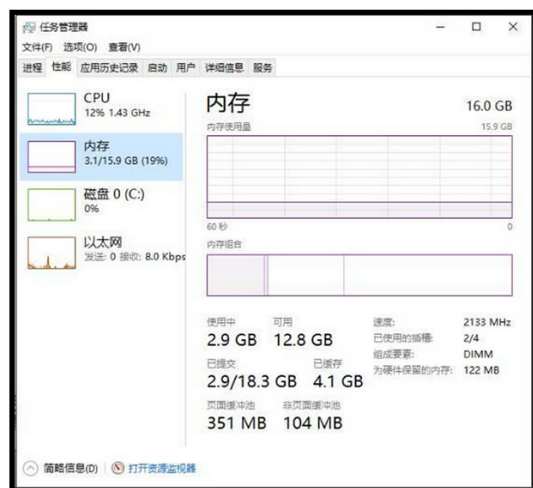 任务管理器
文件(F) 选项(O) 查看(V)
进程 性能 应用历史记录 启动 用户 详细信息 服务
CPU
12% 1.43 GHz
内存
3.1/15.9 GB (19%)
磁盘 0 (C:)
0%
以太网
发送: 0 接收: 8.0 Kbps
内存 16.0 GB
内存使用量 15.9 GB
60 秒 0
内存组合
使用中 可用
2.9 GB 12.8 GB
已提交 已缓存
2.9/18.3 GB 4.1 GB
页面缓冲池 非页面缓冲池
351 MB 104 MB
速度: 2133 MHz
已使用的插槽: 2/4
组成要素: DIMM
为硬件保留的内存: 122 MB
简略信息(D) 打开资源监视器